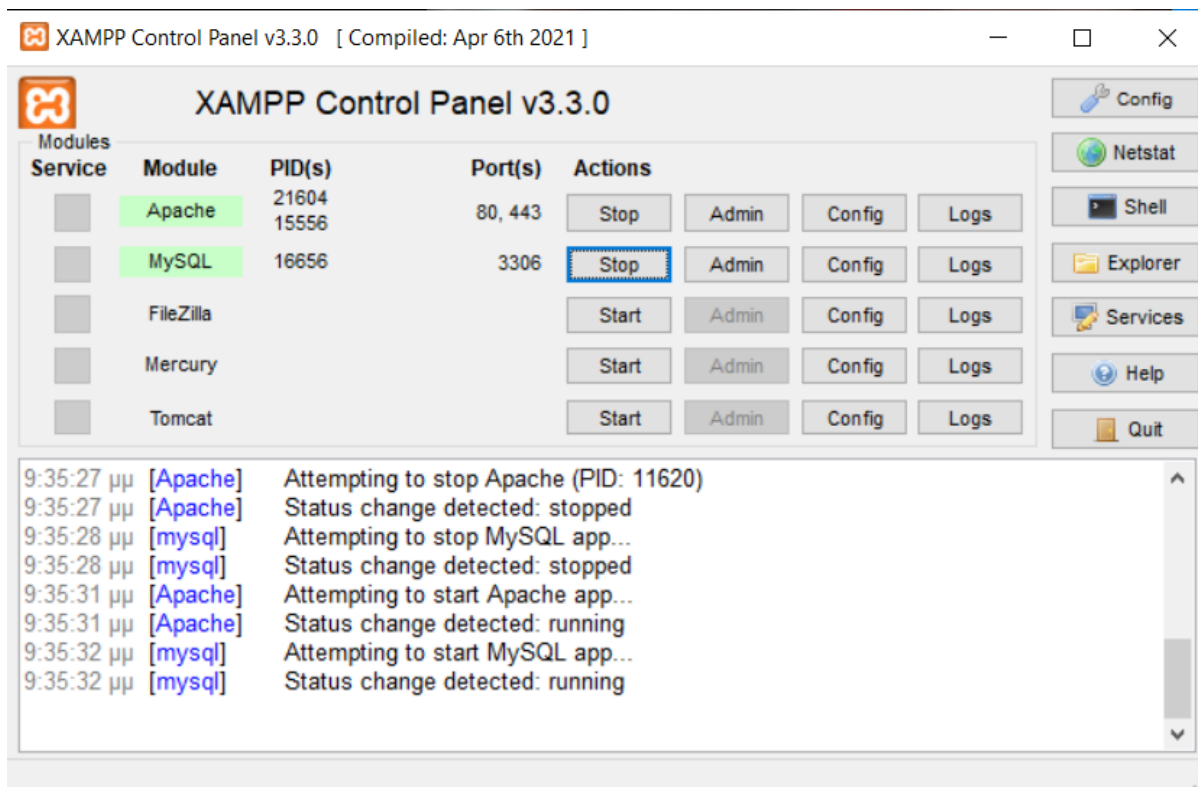 XAMPP Control Panel v3.3.0 [ Compiled: Apr 6th 2021 ]
XAMPP Control Panel v3.3.0
Config
Modules
Netstat
Service Module PID(s) Port(s) Actions
Apache 21604 15556 80, 443 Stop Admin Config Logs
Shell
MySQL 16656 3306 Stop Admin Config Logs
Explorer
FileZilla Start Admin Config Logs
Services
Mercury Start Admin Config Logs
Help
Tomcat Start Admin Config Logs
Quit
9:35:27 μμ [Apache] Attempting to stop Apache (PID: 11620)
9:35:27 μμ [Apache] Status change detected: stopped
9:35:28 μμ [mysql] Attempting to stop MySQL app...
9:35:28 μμ [mysql] Status change detected: stopped
9:35:31 μμ [Apache] Attempting to start Apache app...
9:35:31 μμ [Apache] Status change detected: running
9:35:32 μμ [mysql] Attempting to start MySQL app...
9:35:32 μμ [mysql] Status change detected: running